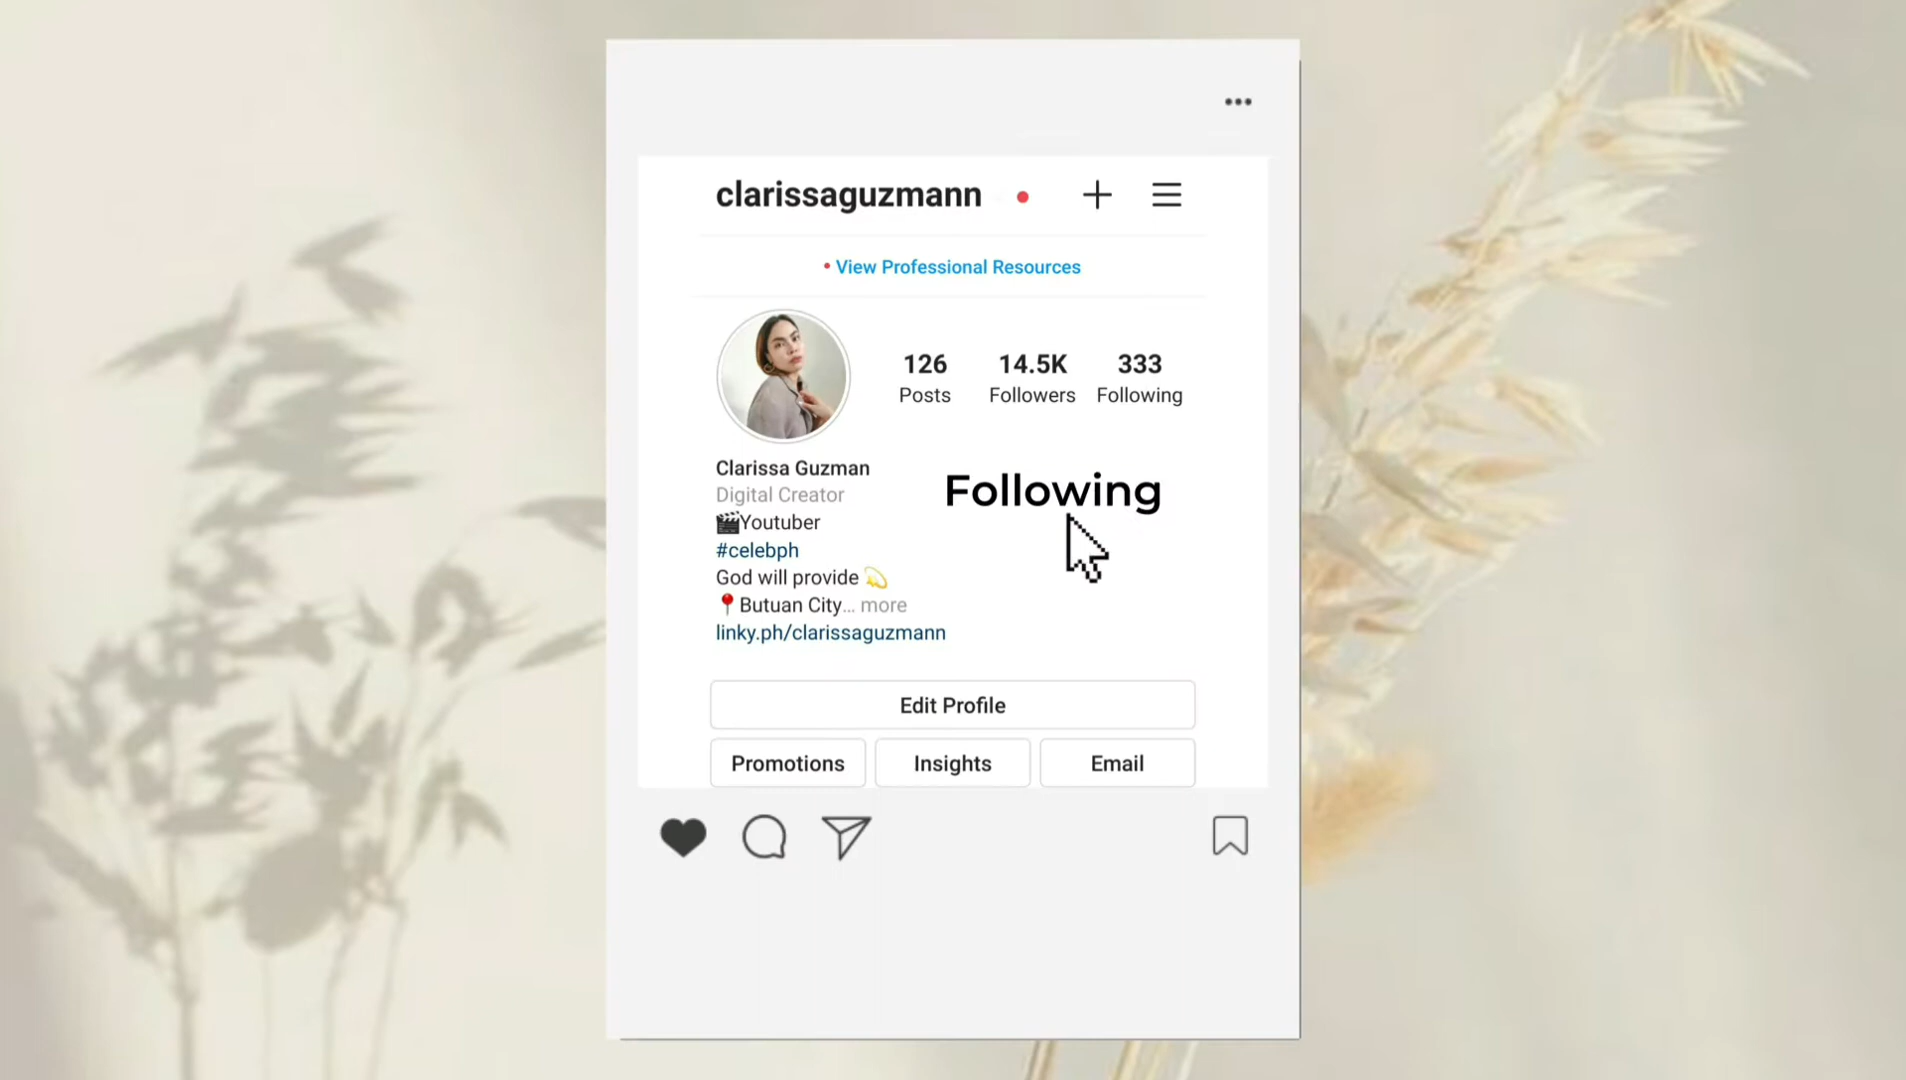 clarissaguzmann
• View Professional Resources
126 14.5K 333
Posts Followers Following
Clarissa Guzman
Digital Creator
🎬Youtuber
#celebph
God will provide 💫
📍Butuan City... more
linky.ph/clarissaguzmann
Following
Edit Profile
Promotions Insights Email